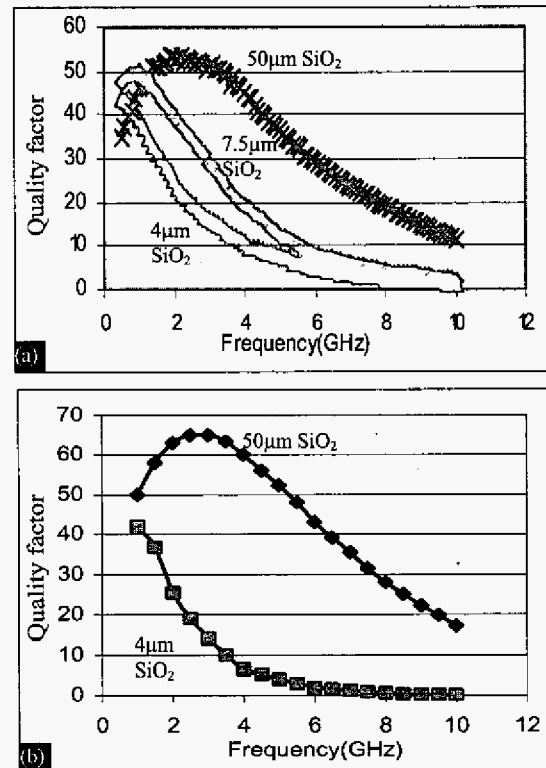 60
50
40
30
20
10
0
Quality factor
50μm SiO₂
7.5μm
SiO₂
4μm
SiO₂
0
2
4
6
8
10
12
Frequency(GHz)
(a)
70
60
50
40
30
20
10
0
Quality factor
50μm SiO₂
4μm
SiO₂
0
2
4
6
8
10
12
Frequency(GHz)
(b)